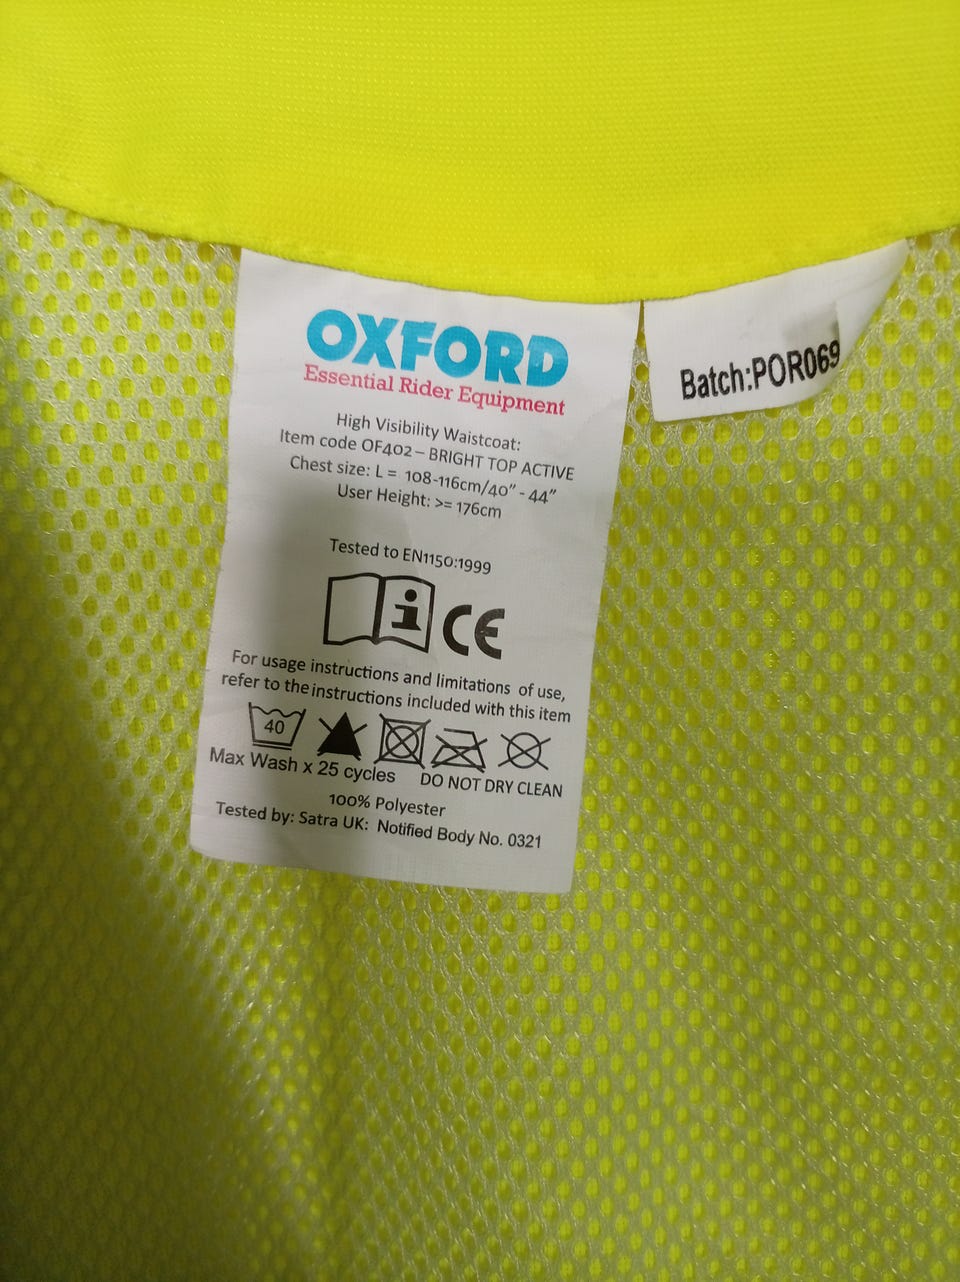 OXFORD
Essential Rider Equipment
High Visibility Waistcoat:
Item code OF402 – BRIGHT TOP ACTIVE
Chest size: L = 108-116cm/40” - 44”
User Height: >= 176cm
Tested to EN1150:1999
i CE
For usage instructions and limitations of use,
refer to the instructions included with this item
40
Max Wash x 25 cycles DO NOT DRY CLEAN
100% Polyester
Tested by: Satra UK: Notified Body No. 0321
Batch:POR069